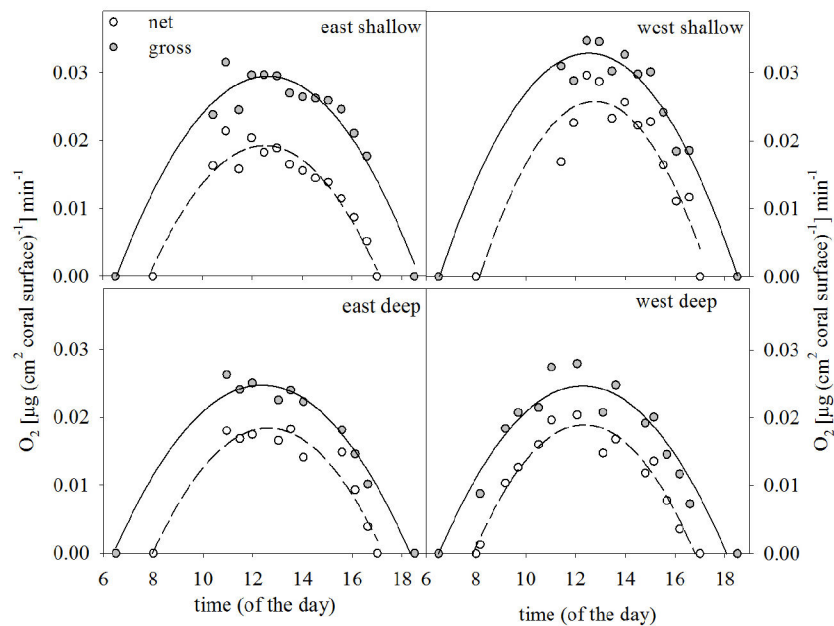 net
gross
east shallow
west shallow
0.03
0.02
0.01
0.00
0.03
0.02
0.01
0.00
O2 [µg (cm2 coral surface)-1] min-1
O2 [µg (cm2 coral surface)-1] min-1
east deep
west deep
0.03
0.02
0.01
0.00
0.03
0.02
0.01
0.00
6 8 10 12 14 16 18 6 8 10 12 14 16 18
time (of the day)
time (of the day)